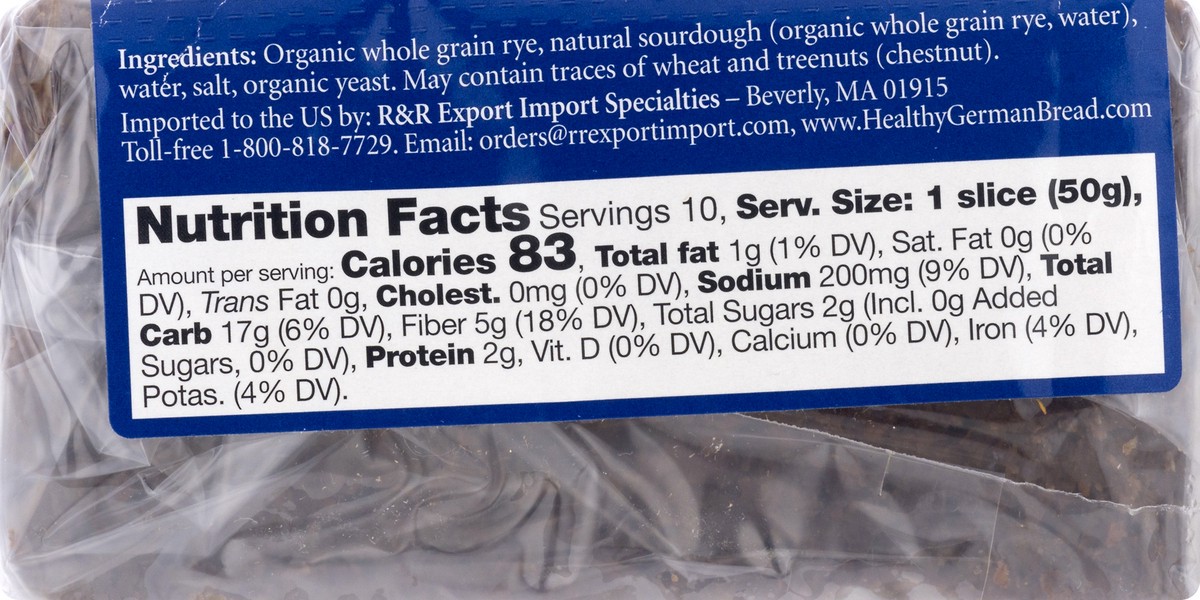 Ingredients: Organic whole grain rye, natural sourdough (organic whole grain rye, water),
water, salt, organic yeast. May contain traces of wheat and treenuts (chestnut).
Imported to the US by: R&R Export Import Specialties – Beverly, MA 01915
Toll-free 1-800-818-7729. Email: orders@rrexportimport.com, www.HealthyGermanBread.com
Nutrition Facts Servings 10, Serv. Size: 1 slice (50g),
Amount per serving: Calories 83, Total fat 1g (1% DV), Sat. Fat 0g (0%
DV), Trans Fat 0g, Cholest. 0mg (0% DV), Sodium 200mg (9% DV), Total
Carb 17g (6% DV), Fiber 5g (18% DV), Total Sugars 2g (Incl. 0g Added
Sugars, 0% DV), Protein 2g, Vit. D (0% DV), Calcium (0% DV), Iron (4% DV),
Potas. (4% DV).